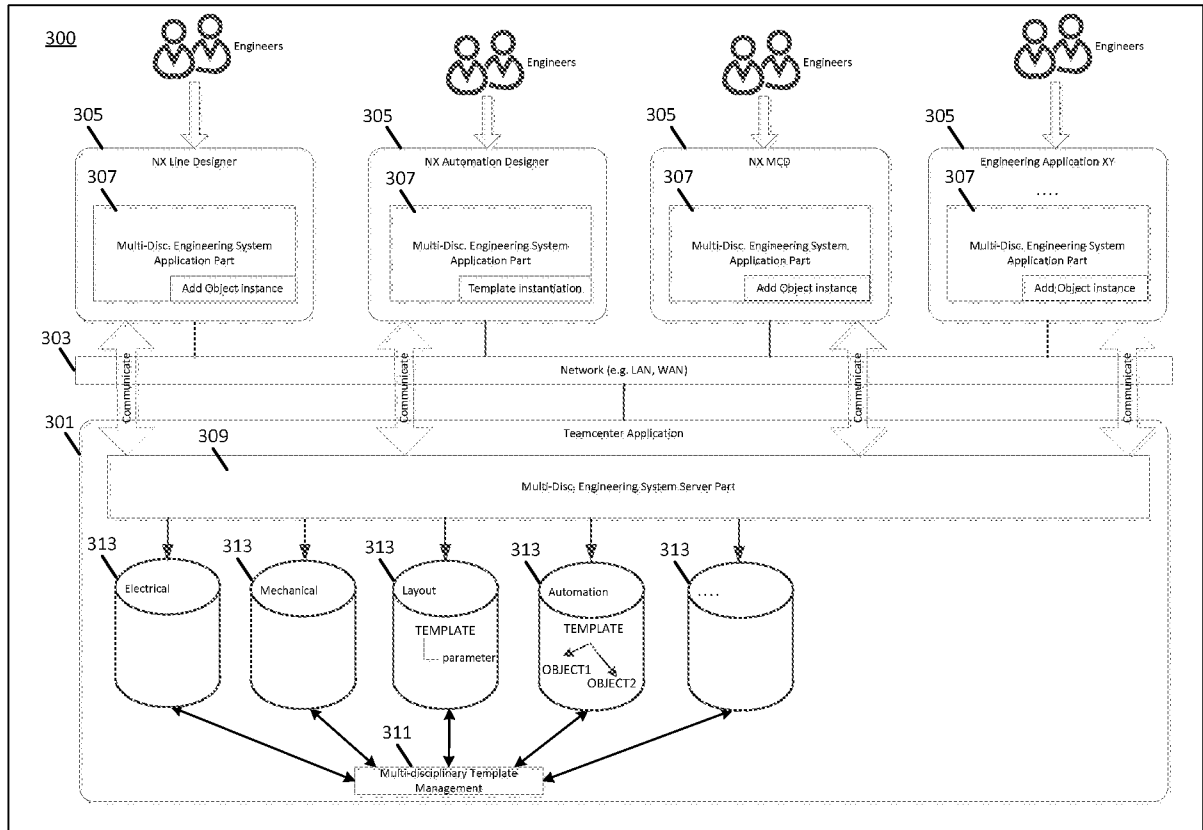 300
Engineers
Engineers
Engineers
Engineers
305
305
305
305
NX Line Designer
NX Automation Designer
NX MCD
Engineering Application XY
....
307
307
307
307
Multi-Disc. Engineering System
Application Part
Multi-Disc. Engineering System
Application Part
Multi-Disc. Engineering System
Application Part
Multi-Disc. Engineering System
Application Part
Add Object instance
Template instantiation
Add Object instance
Add Object instance
303
Network (e.g. LAN, WAN)
Communicate
Communicate
Communicate
Communicate
301
Teamcenter Application
309
Multi-Disc. Engineering System Server Part
313
313
313
313
313
Electrical
Mechanical
Layout
Automation
....
TEMPLATE
parameter
TEMPLATE
OBJECT1
OBJECT2
311
Multi-disciplinary Template
Management